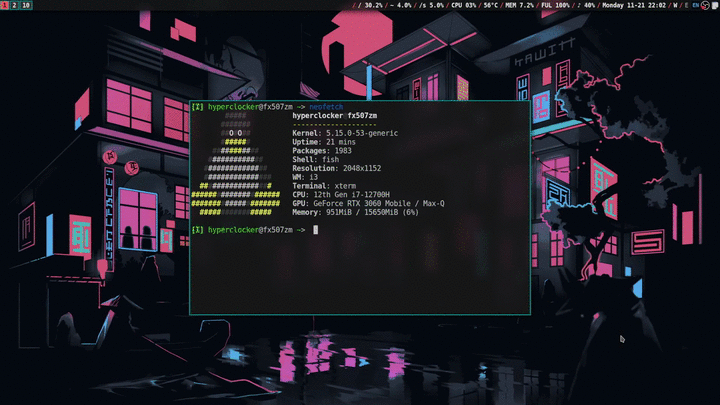 1 2 10 / / 30.2% / ~ 4.0% / /s 5.0% / CPU 03% / 56°C / MEM 7.2% / FUL 100% / ♪ 40% / Monday 11-21 22:02 / W / E EN
[I] hyperclocker@fx507zm ~> neofetch
hyperclocker@fx507zm
--------------------
Kernel: 5.15.0-53-generic
Uptime: 21 mins
Packages: 1983
Shell: fish
Resolution: 2048x1152
WM: i3
Terminal: xterm
CPU: 12th Gen i7-12700H
GPU: GeForce RTX 3060 Mobile / Max-Q
Memory: 951MiB / 15650MiB (6%)
[I] hyperclocker@fx507zm ~>